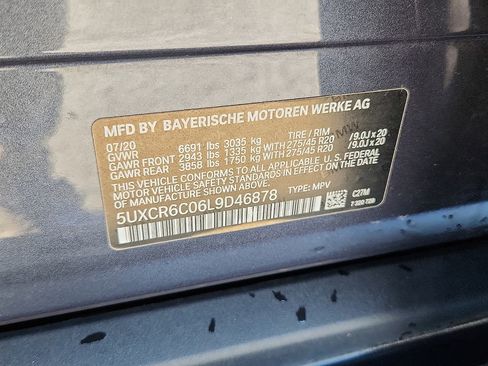 MFD BY BAYERISCHE MOTOREN WERKE AG
07/20 TIRE / RIM
GVWR 6691 lbs 3035 kg
GAWR FRONT 2943 lbs 1335 kg WITH 275/45 R20 /9.0J x 20
GAWR REAR 3858 lbs 1750 kg WITH 275/45 R20 /9.0J x 20
THIS VEHICLE CONFORMS TO ALL APPLICABLE U.S. FEDERAL
MOTOR VEHICLE SAFETY STANDARDS IN EFFECT
ON THE DATE OF MANUFACTURE SHOWN ABOVE.
5UXCR6C06L9D46878 TYPE: MPV C27M